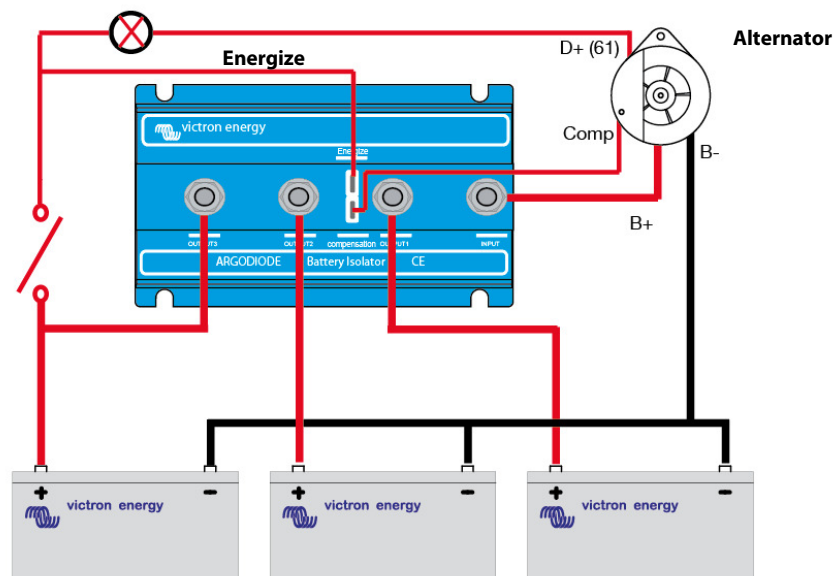 Alternator
D+ (61)
Energize
victron energy
Energize
Comp
B-
B+
OUTPUT3
OUTPUT2
compensation
OUTPUT1
INPUT
ARGODIODE Battery Isolator CE
+
-
+
-
+
-
victron energy
victron energy
victron energy